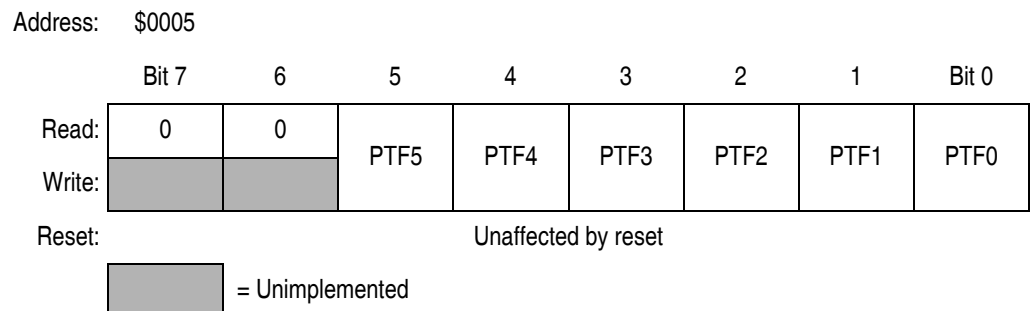 Address: $0005
Bit 7 6 5 4 3 2 1 Bit 0
Read: 0 0 PTF5 PTF4 PTF3 PTF2 PTF1 PTF0
Write:
Reset: Unaffected by reset
= Unimplemented